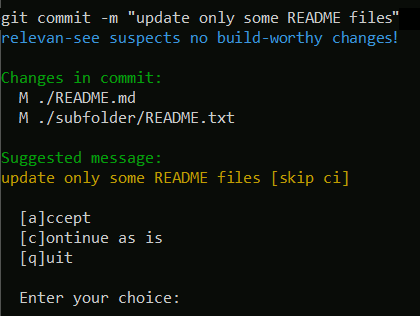 git commit -m "update only some README files"
relevan-see suspects no build-worthy changes!
Changes in commit:
M ./README.md
M ./subfolder/README.txt
Suggested message:
update only some README files [skip ci]
[a]ccept
[c]ontinue as is
[q]uit
Enter your choice: